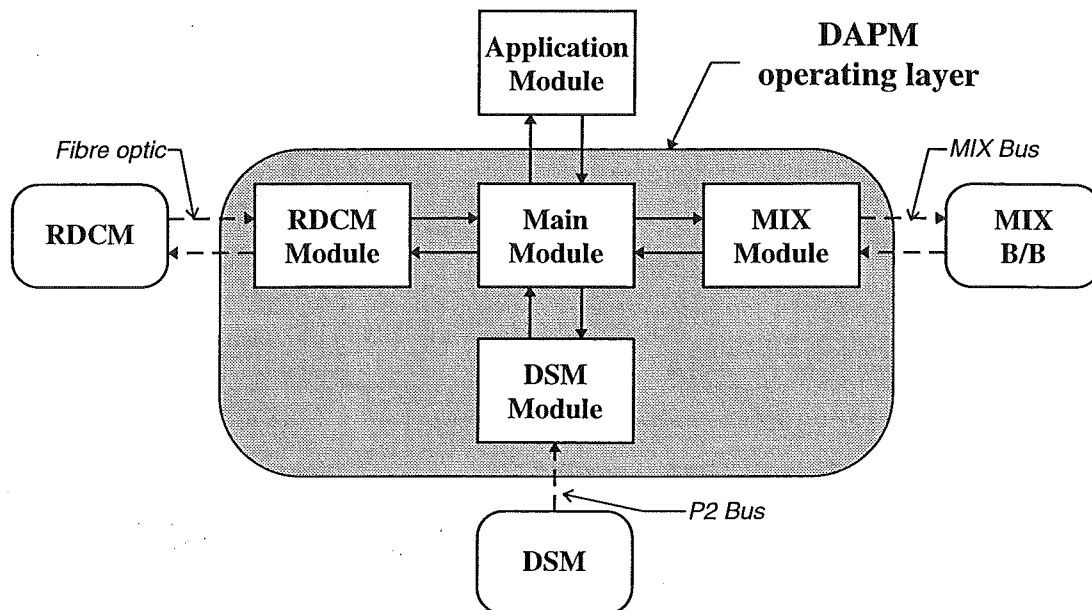 Application
Module
DAPM
operating layer
Fibre optic
MIX Bus
RDCM
RDCM
Module
Main
Module
MIX
Module
MIX
B/B
DSM
Module
P2 Bus
DSM